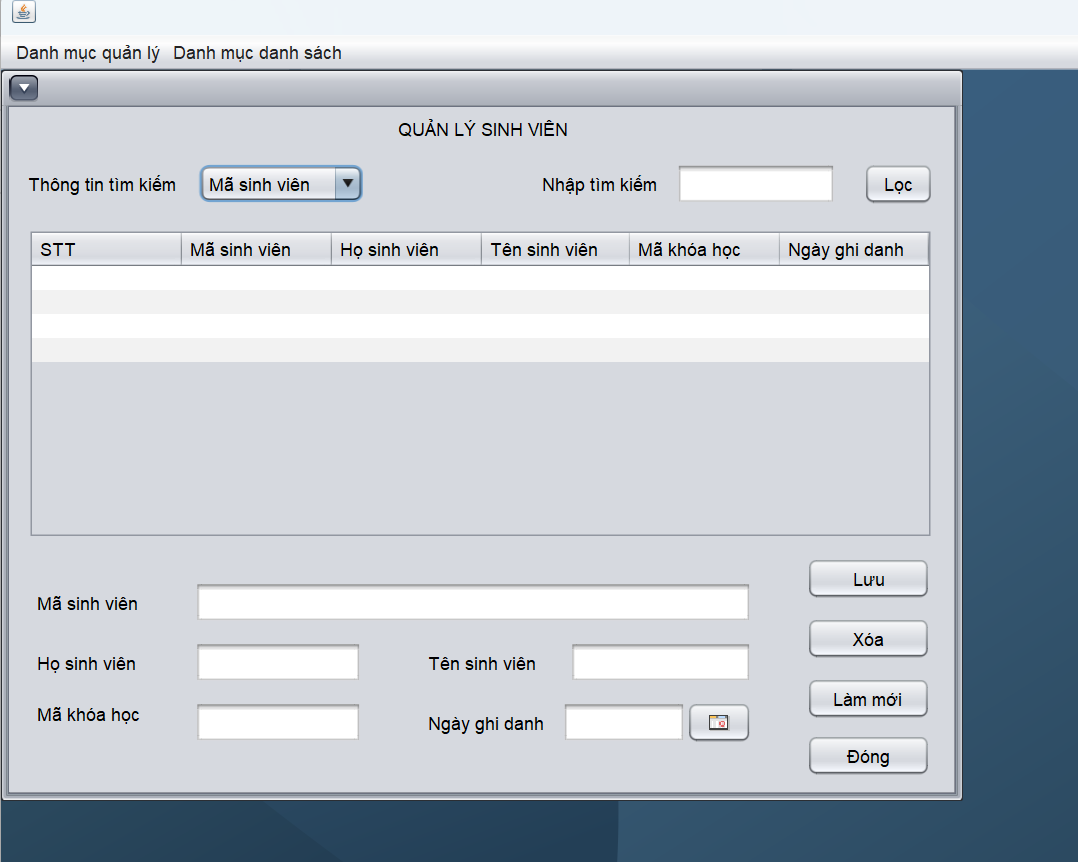 Danh mục quản lý Danh mục danh sách
QUẢN LÝ SINH VIÊN
Thông tin tìm kiếm Mã sinh viên Nhập tìm kiếm Lọc
STT Mã sinh viên Họ sinh viên Tên sinh viên Mã khóa học Ngày ghi danh
Lưu
Mã sinh viên
Xóa
Họ sinh viên Tên sinh viên
Làm mới
Mã khóa học
Ngày ghi danh
Đóng